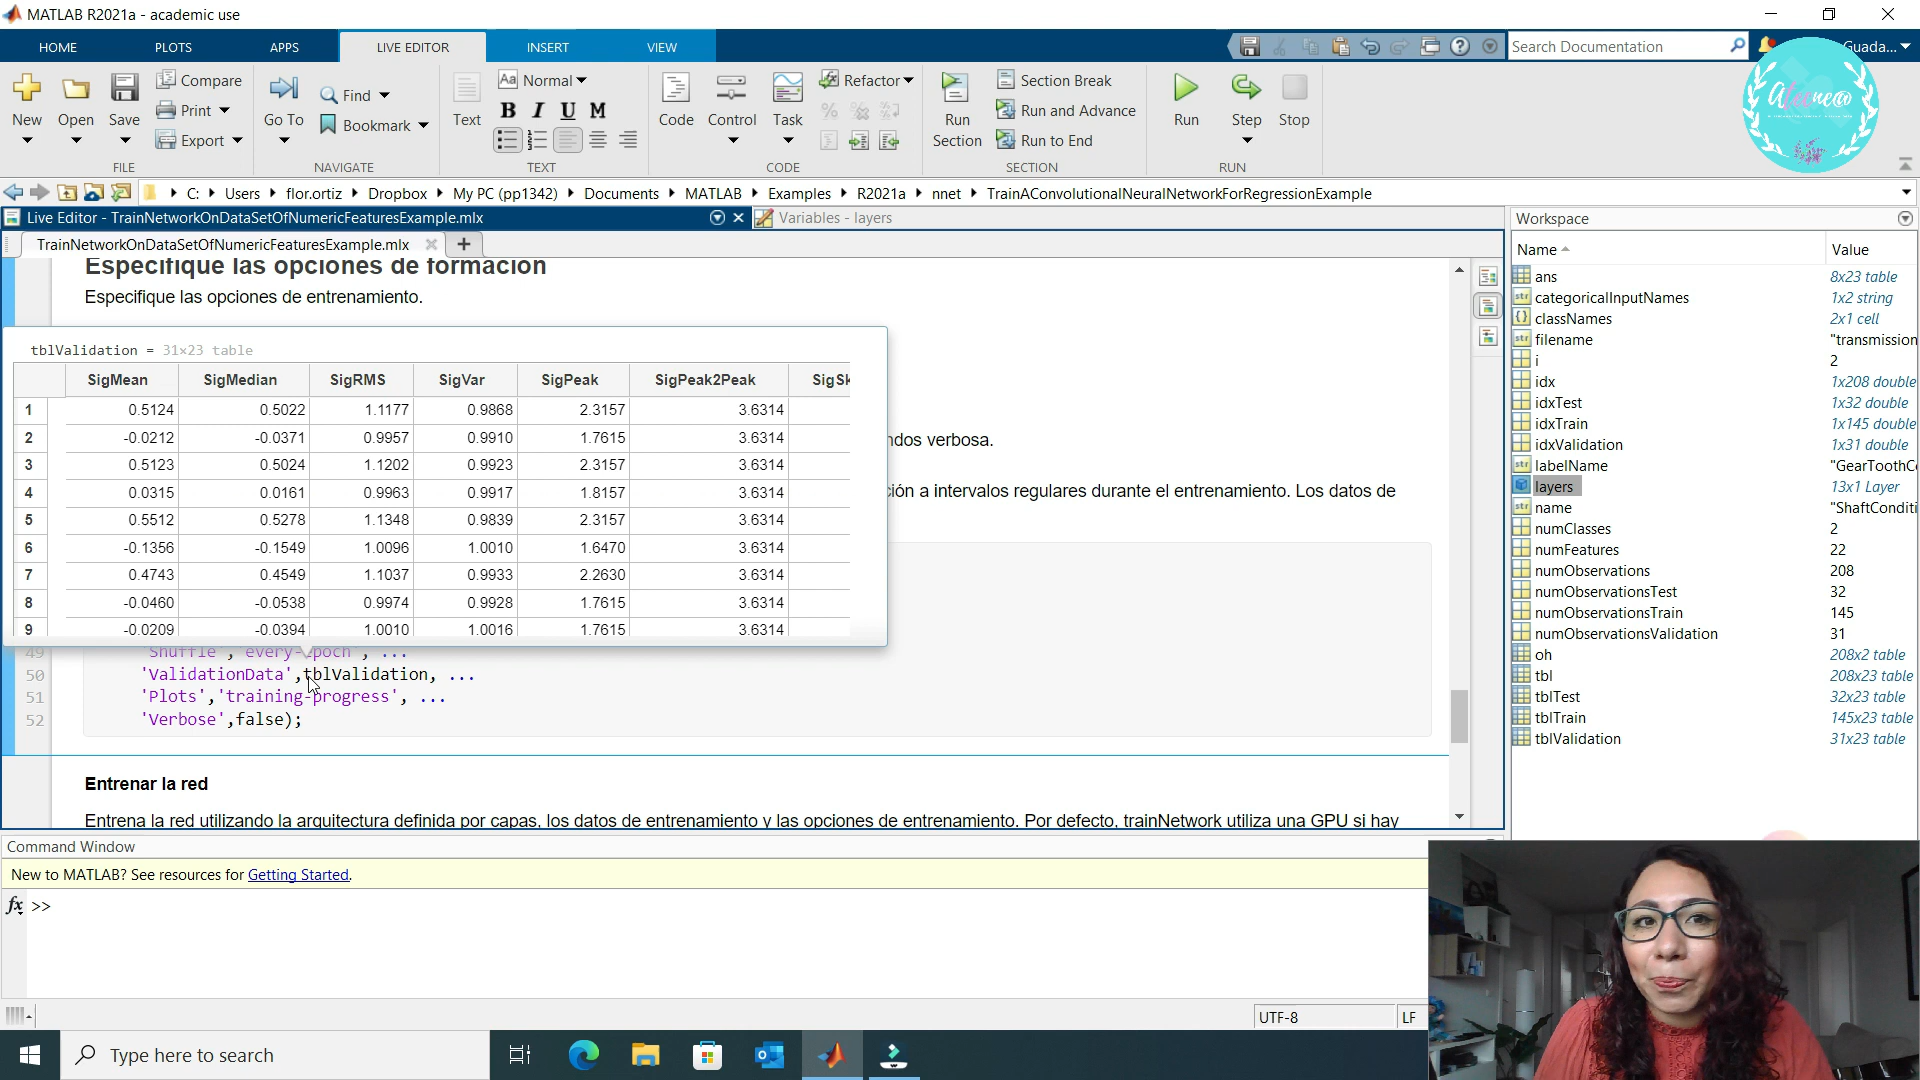 MATLAB R2021a - academic use
HOME PLOTS APPS LIVE EDITOR INSERT VIEW
Search Documentation
Guada...
New Open Save Compare Print Export
FILE
Go To Find Bookmark
NAVIGATE
Text Aa Normal
B I U M
TEXT
Code Control Task Refactor
CODE
Run Section Section Break Run and Advance Run to End
SECTION
Run Step Stop
RUN
Ateeneo
C: Users flor.ortiz Dropbox My PC (pp1342) Documents MATLAB Examples R2021a nnet TrainAConvolutionalNeuralNetworkForRegressionExample
Live Editor - TrainNetworkOnDataSetOfNumericFeaturesExample.mlx
Variables - layers
TrainNetworkOnDataSetOfNumericFeaturesExample.mlx
Especifique las opciones de formación
Especifique las opciones de entrenamiento.
tblValidation = 31×23 table
SigMean SigMedian SigRMS SigVar SigPeak SigPeak2Peak SigSk
1 0.5124 0.5022 1.1177 0.9868 2.3157 3.6314
2 -0.0212 -0.0371 0.9957 0.9910 1.7615 3.6314
3 0.5123 0.5024 1.1202 0.9923 2.3157 3.6314
4 0.0315 0.0161 0.9963 0.9917 1.8157 3.6314
5 0.5512 0.5278 1.1348 0.9839 2.3157 3.6314
6 -0.1356 -0.1549 1.0096 1.0010 1.6470 3.6314
7 0.4743 0.4549 1.1037 0.9933 2.2630 3.6314
8 -0.0460 -0.0538 0.9974 0.9928 1.7615 3.6314
9 -0.0209 -0.0394 1.0010 1.0016 1.7615 3.6314
ndos verbosa.
ción a intervalos regulares durante el entrenamiento. Los datos de
49 'Shuffle','every-epoch', ...
50 'ValidationData',tblValidation, ...
51 'Plots','training-progress', ...
52 'Verbose',false);
Entrenar la red
Entrena la red utilizando la arquitectura definida por capas, los datos de entrenamiento y las opciones de entrenamiento. Por defecto, trainNetwork utiliza una GPU si hay
Workspace
Name Value
ans 8x23 table
categoricalInputNames 1x2 string
classNames 2x1 cell
filename "transmission
i 2
idx 1x208 double
idxTest 1x32 double
idxTrain 1x145 double
idxValidation 1x31 double
labelName "GearToothC
layers 13x1 Layer
name "ShaftConditi
numClasses 2
numFeatures 22
numObservations 208
numObservationsTest 32
numObservationsTrain 145
numObservationsValidation 31
oh 208x2 table
tbl 208x23 table
tblTest 32x23 table
tblTrain 145x23 table
tblValidation 31x23 table
Command Window
New to MATLAB? See resources for Getting Started.
fx >>
UTF-8 LF
Type here to search